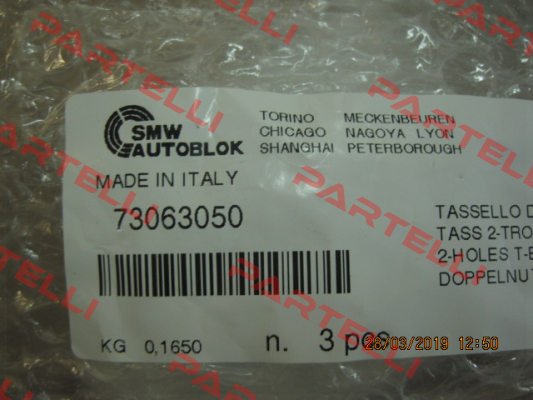 SMW
AUTOBLOK
TORINO MECKENBEUREN
CHICAGO NAGOYA LYON
SHANGHAI PETERBOROUGH
MADE IN ITALY
73063050
TASSELLO D
TASS 2-TRO
2-HOLES T-
DOPPELNUT
KG 0,1650
n. 3 pcs
28/03/2019 12:50
PARTELLI
PARTELLI
PARTELLI
PARTELLI
PARTELLI